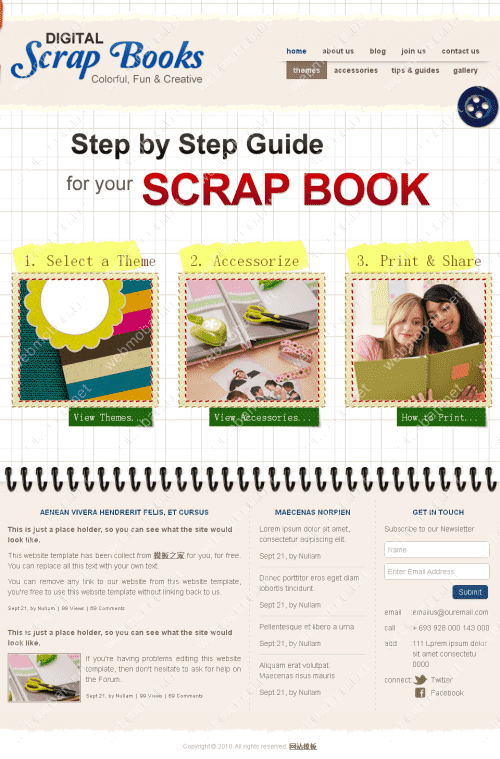 DIGITAL
Scrap Books
Colorful, Fun & Creative
home about us blog join us contact us
themes accessories tips & guides gallery
Step by Step Guide
for your SCRAP BOOK
1. Select a Theme
2. Accessorize
3. Print & Share
View Themes...
View Accessories...
How to Print...
AENEAN VIVERA HENDRERIT FELIS, ET CURSUS
This is just a place holder, so you can see what the site would
look like.
This website template has been collect from 模板之家 for you, for free.
You can replace all this text with your own text.
You can remove any link to our website from this website template,
you're free to use this website template without linking back to us.
Sept 21, by Nullam | 99 Views | 69 Comments
This is just a place holder, so you can see what the site would
look like.
If you're having problems editing this website
template, then don't hesitate to ask for help on
the Forum.
Sept 21, by Nullam | 99 Views | 69 Comments
MAECENAS NORPIEN
Lorem ipsum dolor sit amet,
consectetur adipiscing elit.
Sept 21, by Nullam
Donec porttitor eros eget diam
lobortis tincidunt.
Sept 21, by Nullam
Pellentesque et libero a urna
Sept 21, by Nullam
Aliquam erat volutpat.
Maecenas risus mauris
Sept 21, by Nullam
GET IN TOUCH
Subscribe to our Newsletter
Name
Enter Email Address
Submit
email emailus@ouremail.com
call + 693 928 000 143 000
add 111 Lorem ipsum dolor
sit amet consectetu
0000
connect: Twitter
Facebook
Copyright © 2010. All rights reserved. 网站模板